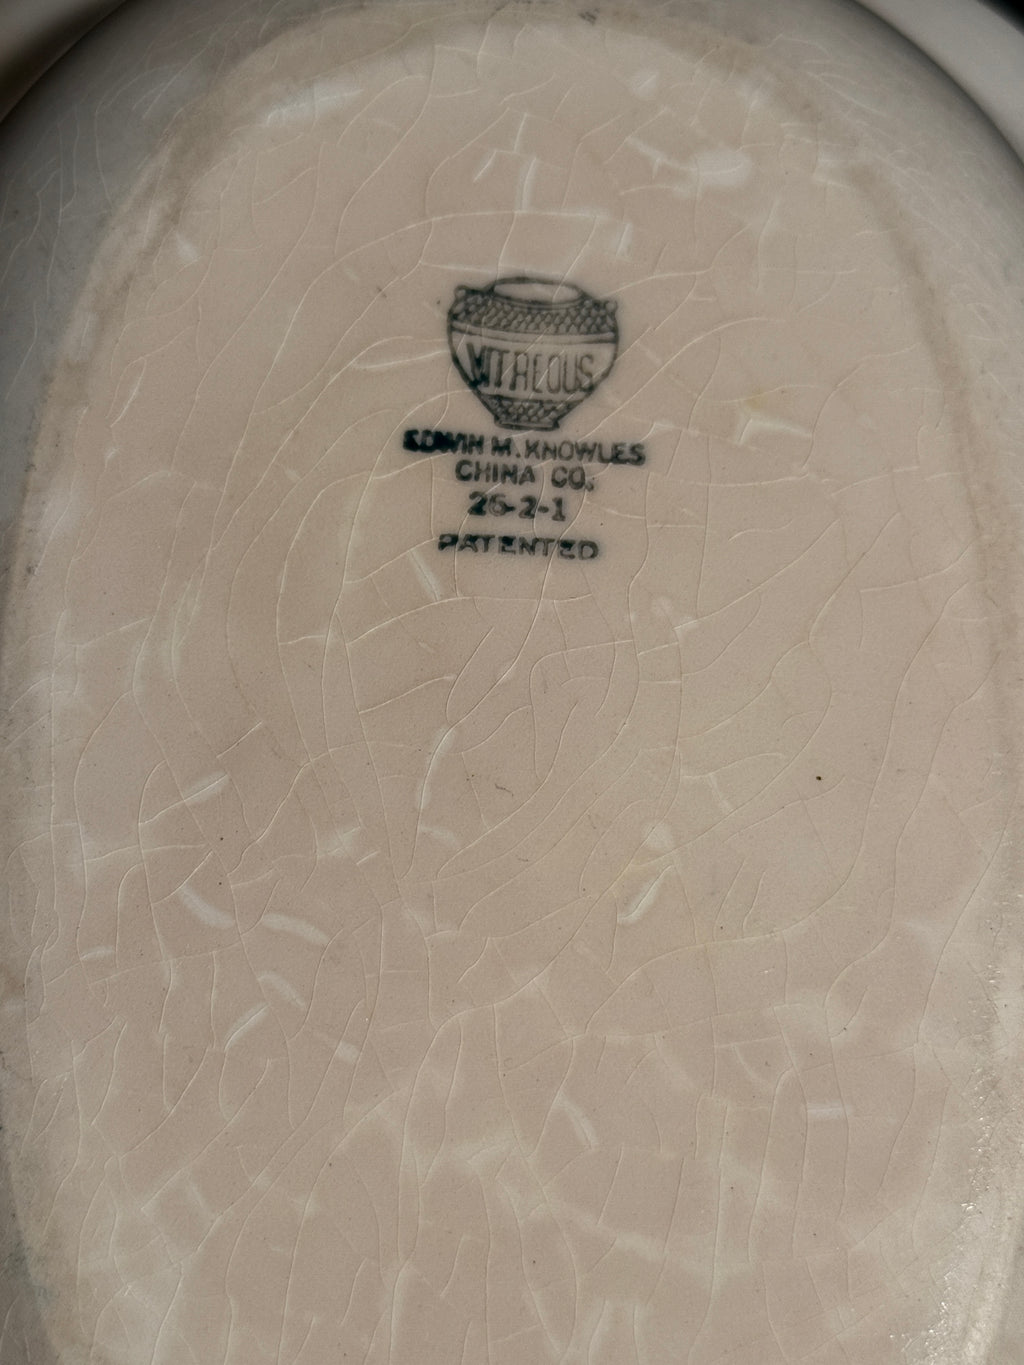 VITREOUS
EDWIN M. KNOWLES
CHINA CO.
26-2-1
PATENTED